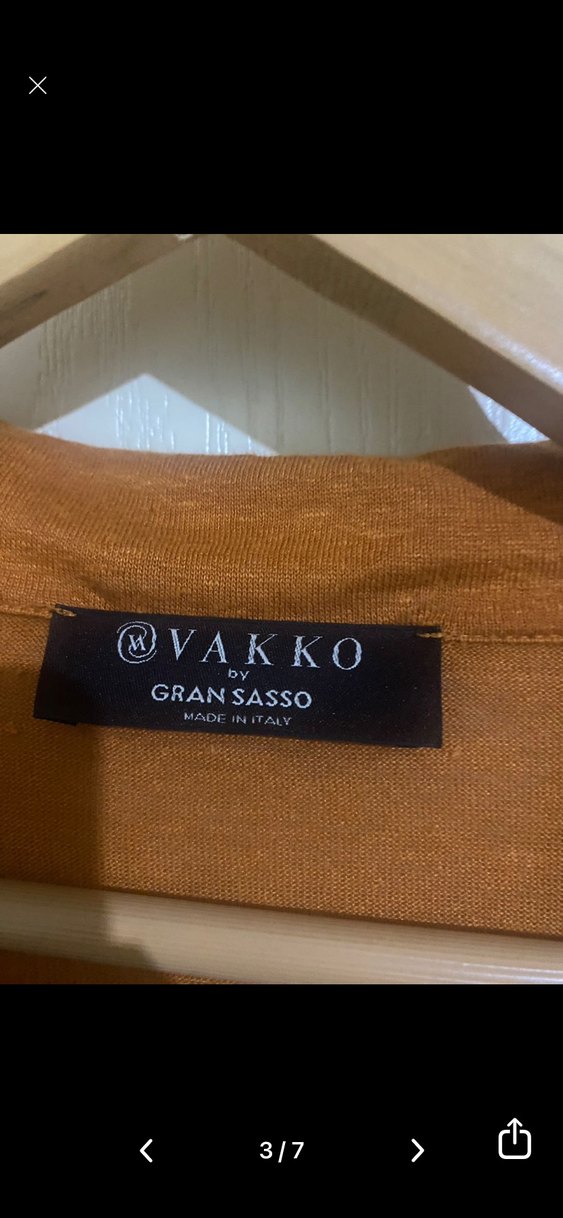 VAKKO
by
GRAN SASSO
MADE IN ITALY
3/7